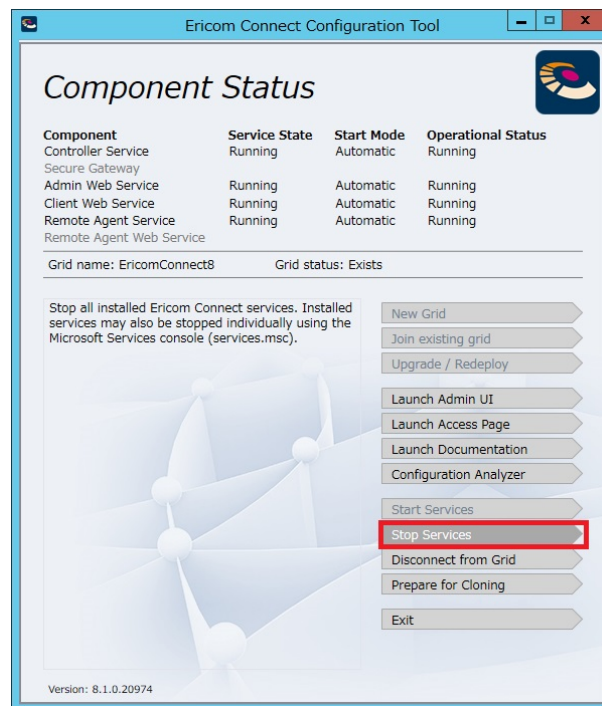 Ericom Connect Configuration Tool
Component Status
Component Service State Start Mode Operational Status
Controller Service Running Automatic Running
Secure Gateway
Admin Web Service Running Automatic Running
Client Web Service Running Automatic Running
Remote Agent Service Running Automatic Running
Remote Agent Web Service
Grid name: EricomConnect8 Grid status: Exists
Stop all installed Ericom Connect services. Installed
services may also be stopped individually using the
Microsoft Services console (services.msc).
New Grid
Join existing grid
Upgrade / Redeploy
Launch Admin UI
Launch Access Page
Launch Documentation
Configuration Analyzer
Start Services
Stop Services
Disconnect from Grid
Prepare for Cloning
Exit
Version: 8.1.0.20974